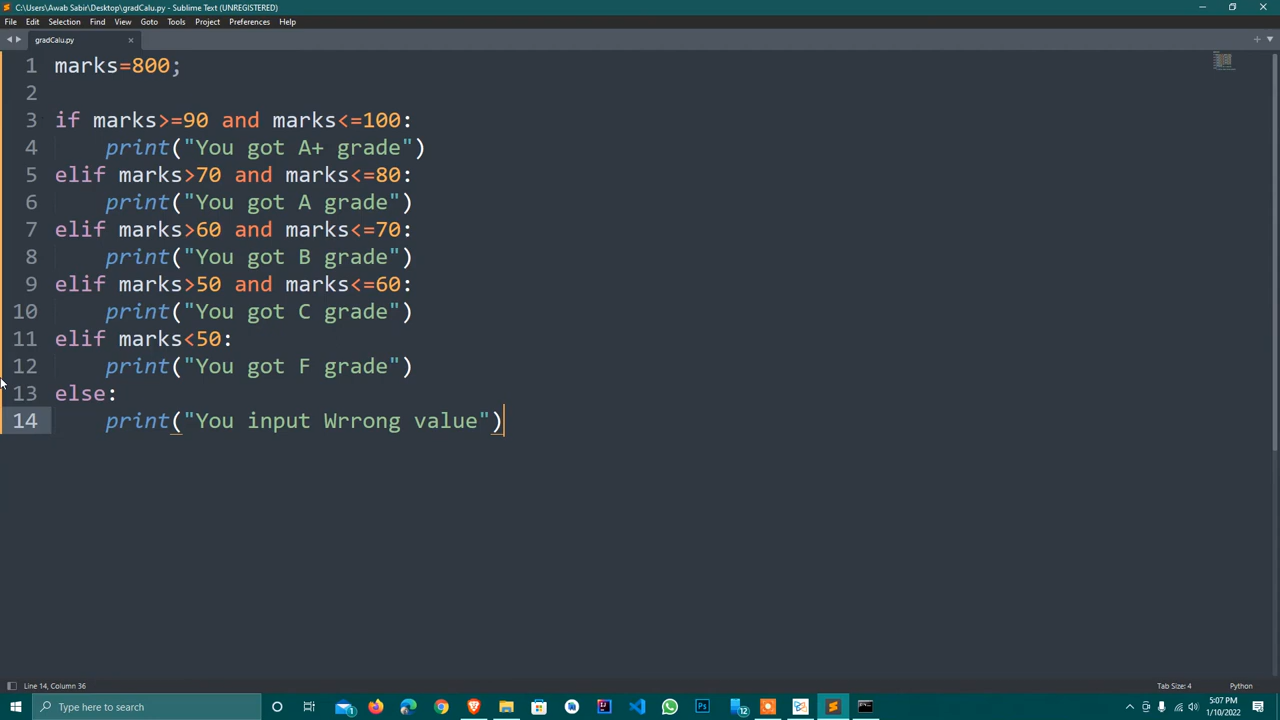 C:\Users\Awab Sabir\Desktop\gradCalu.py - Sublime Text (UNREGISTERED)
File Edit Selection Find View Goto Tools Project Preferences Help
gradCalu.py
1 marks=800;
2
3 if marks>=90 and marks<=100:
4 print("You got A+ grade")
5 elif marks>70 and marks<=80:
6 print("You got A grade")
7 elif marks>60 and marks<=70:
8 print("You got B grade")
9 elif marks>50 and marks<=60:
10 print("You got C grade")
11 elif marks<50:
12 print("You got F grade")
13 else:
14 print("You input Wrrong value")
Line 14, Column 36 Tab Size: 4 Python
Type here to search
5:07 PM
1/10/2022